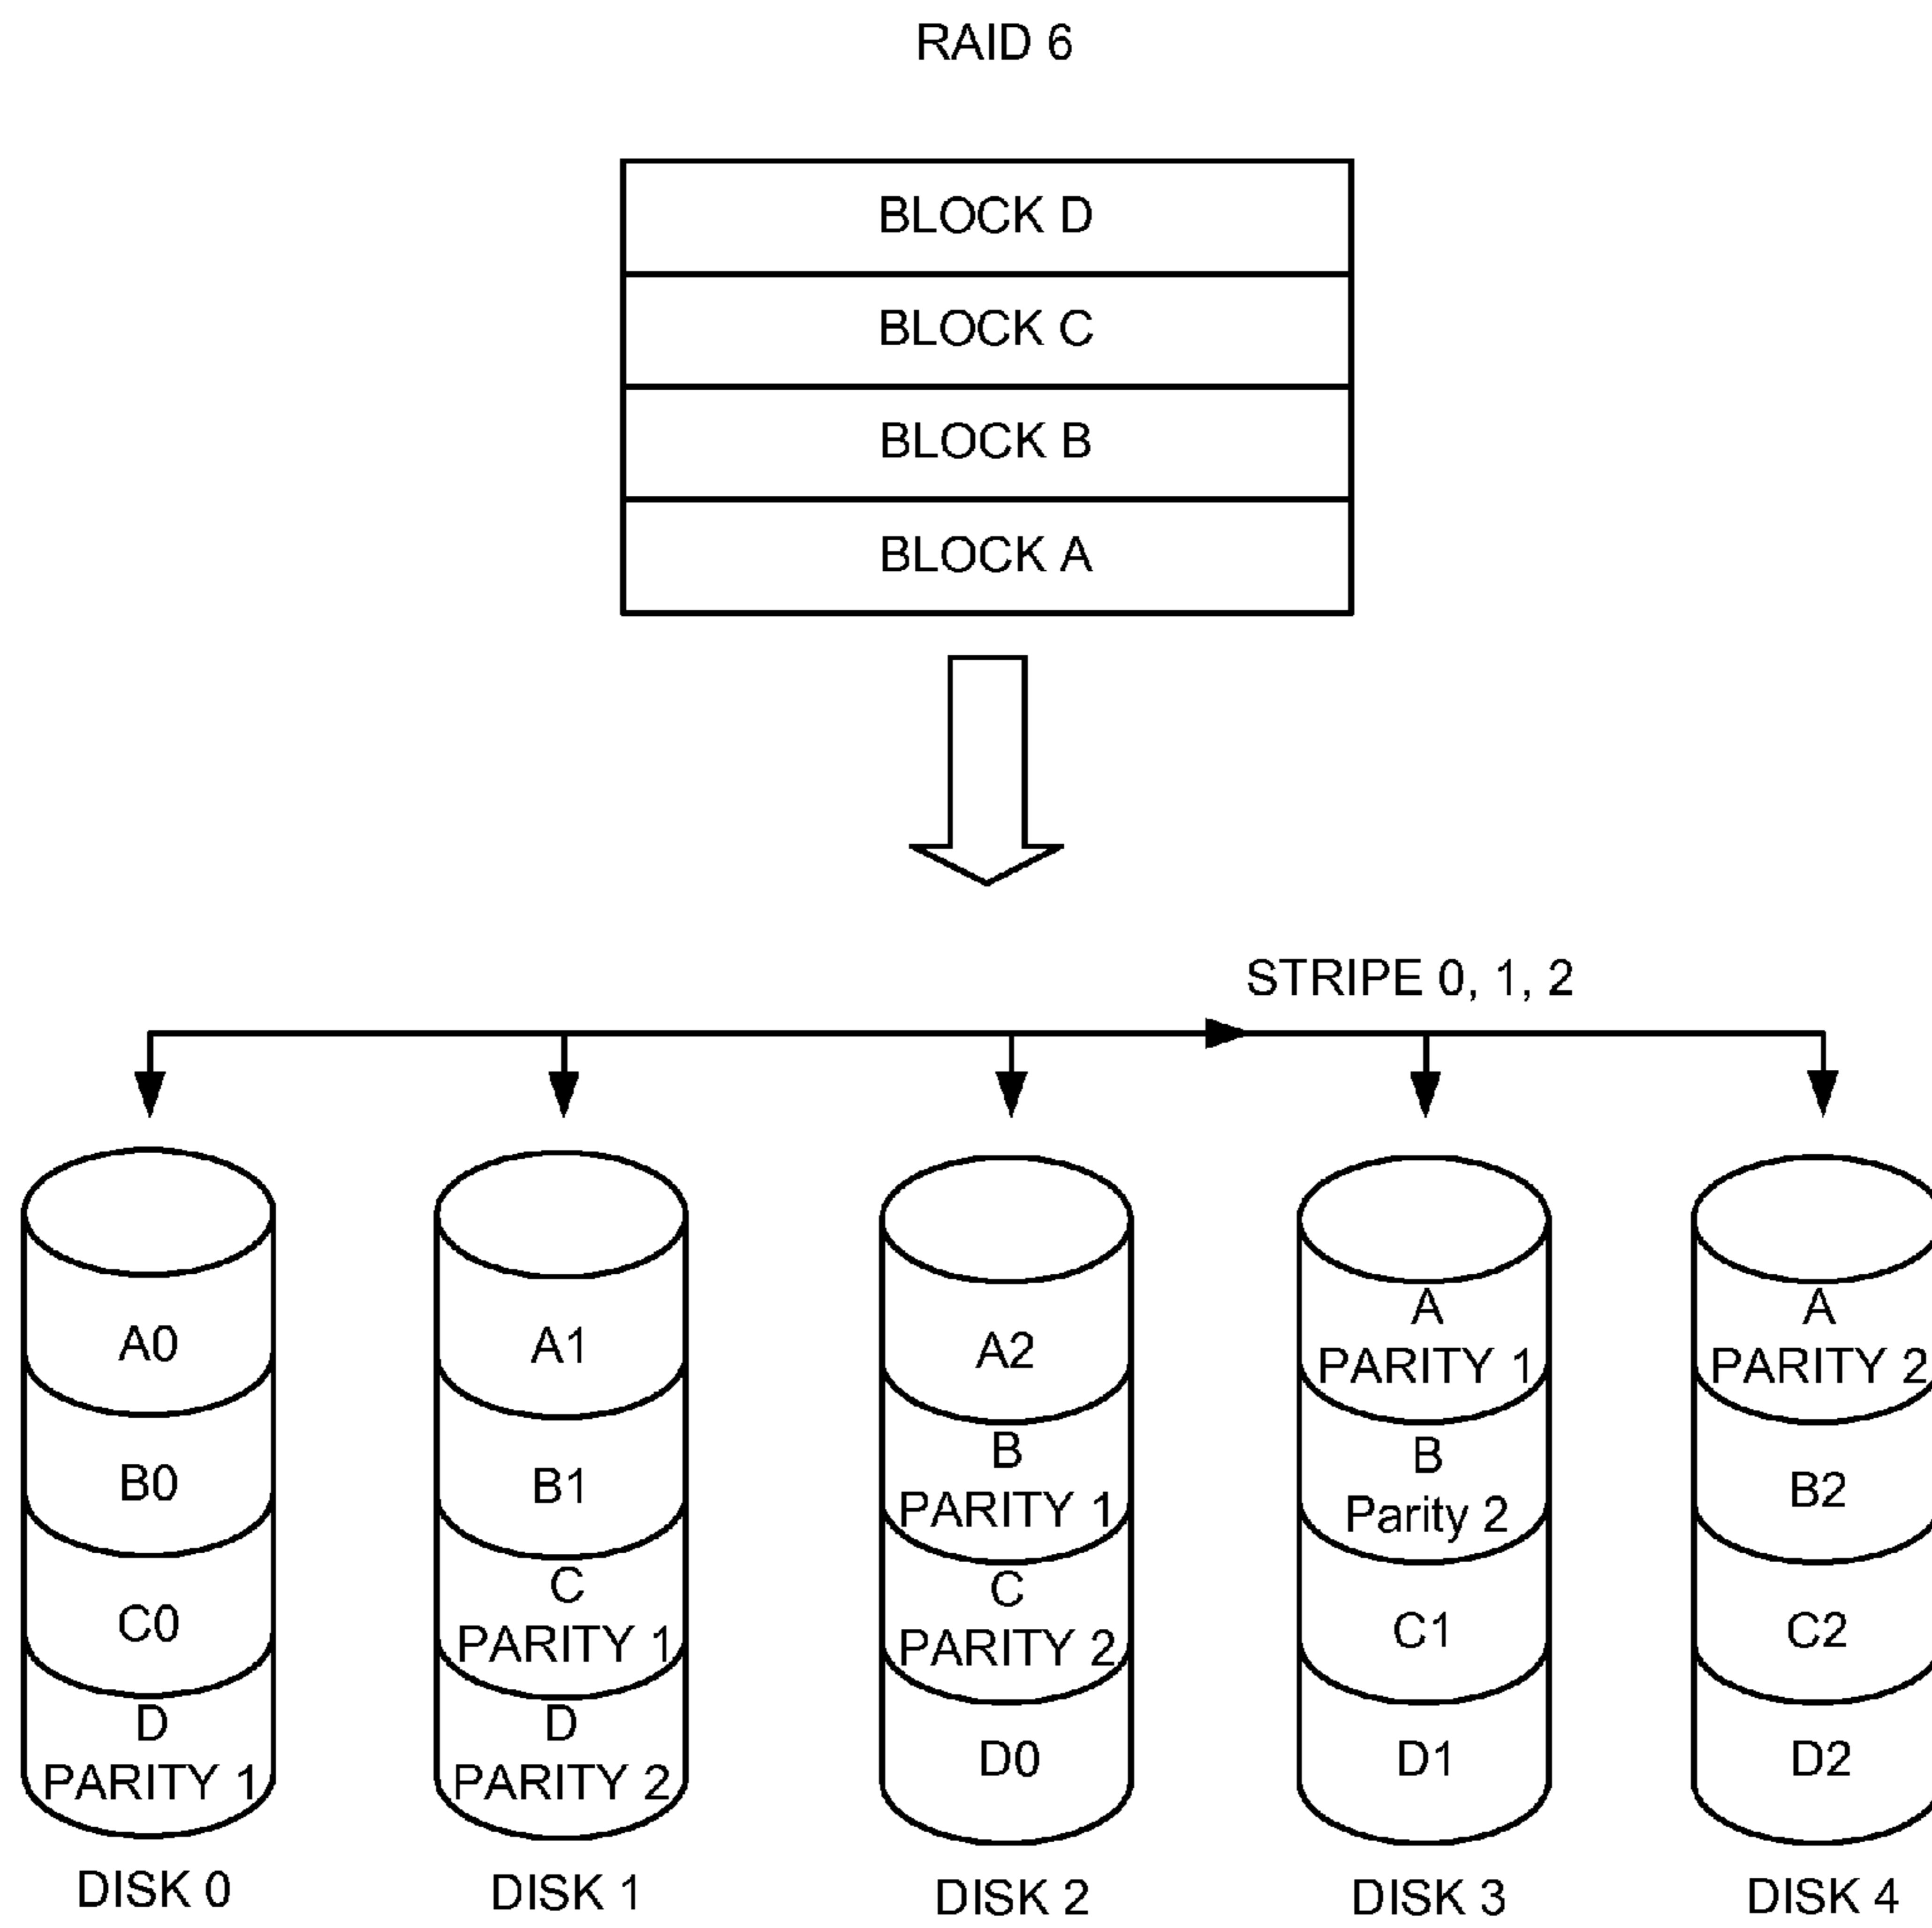 RAID 6
BLOCK D
BLOCK C
BLOCK B
BLOCK A
STRIPE 0, 1, 2
A0
B0
C0
D
PARITY 1
DISK 0
A1
B1
C
PARITY 1
D
PARITY 2
DISK 1
A2
B
PARITY 1
C
PARITY 2
D0
DISK 2
A
PARITY 1
B
Parity 2
C1
D1
DISK 3
A
PARITY 2
B2
C2
D2
DISK 4